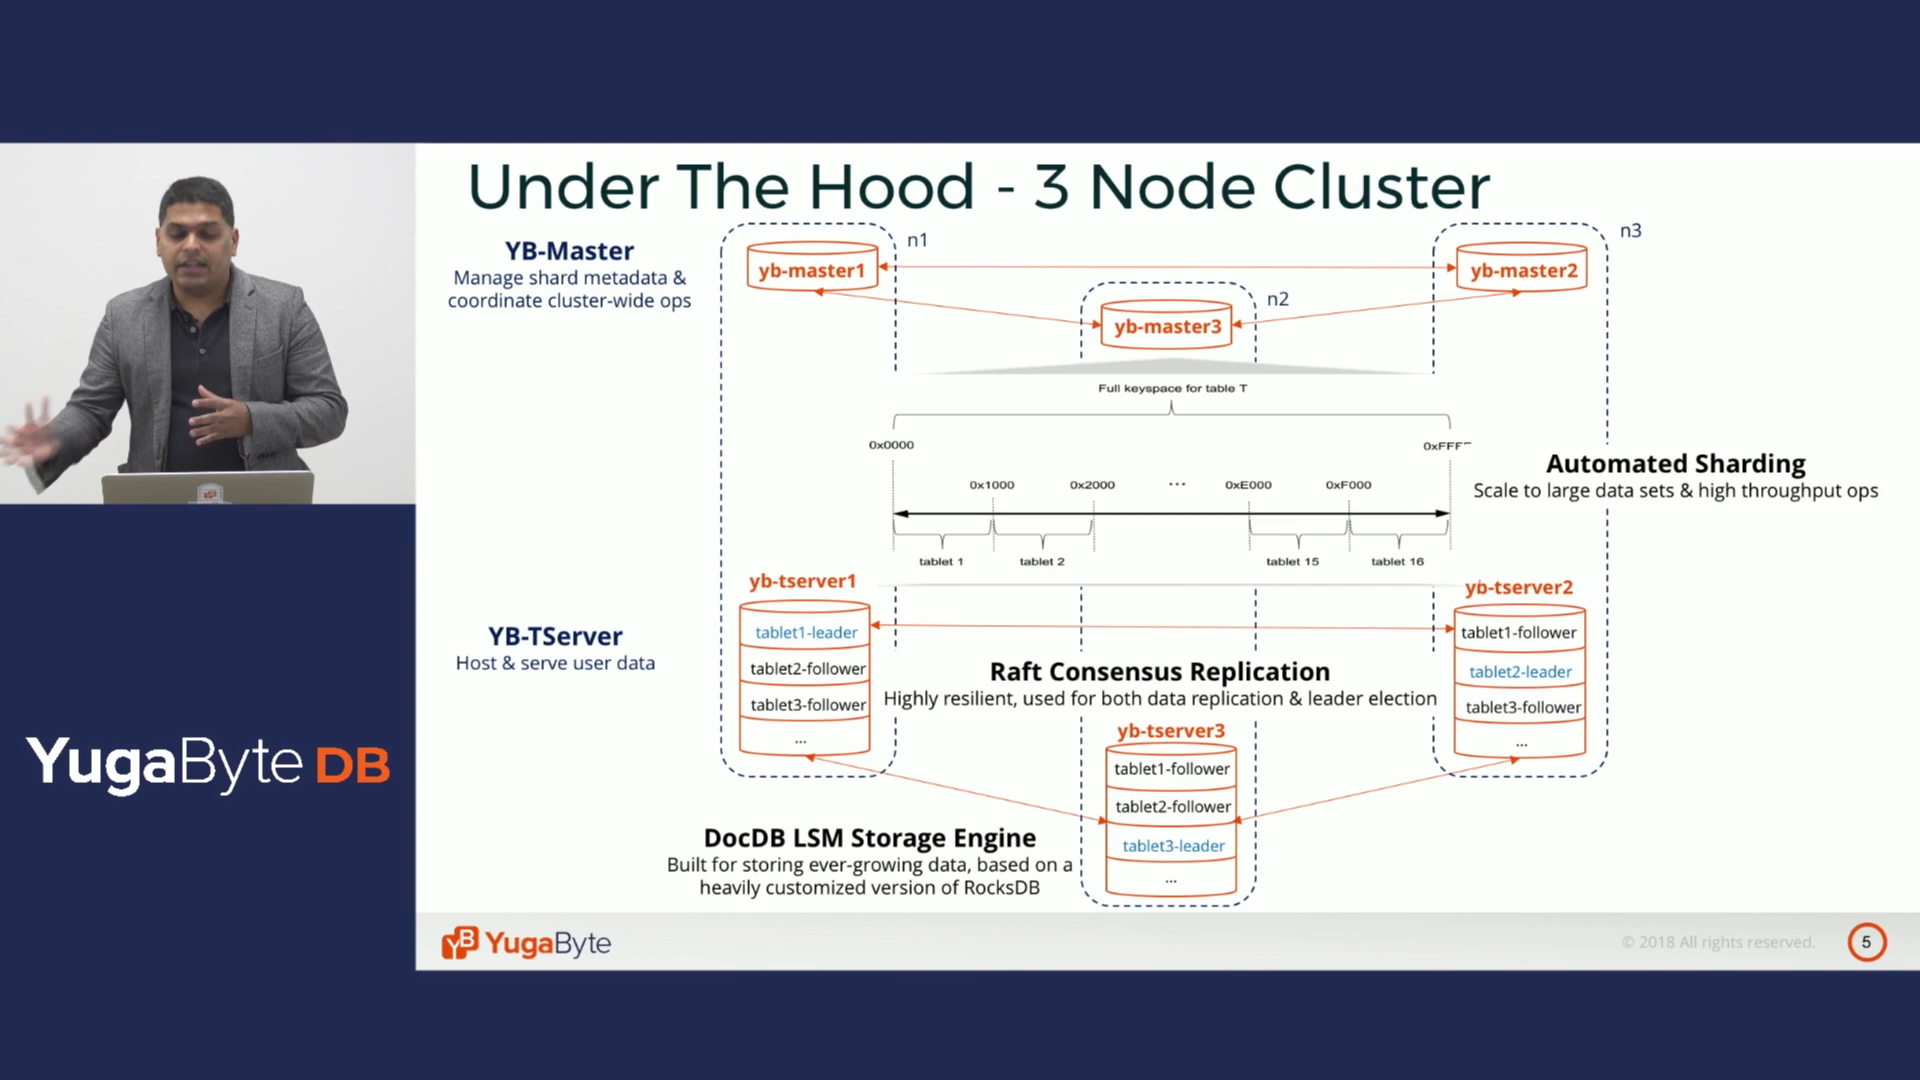 Under The Hood - 3 Node Cluster
YB-Master
Manage shard metadata &
coordinate cluster-wide ops
yb-master1
n1
yb-master3
n2
yb-master2
n3
Full keyspace for table T
0x0000
0x1000
0x2000
...
0xE000
0xF000
tablet 1
tablet 2
tablet 15
tablet 16
Automated Sharding
Scale to large data sets & high throughput ops
YB-TServer
Host & serve user data
yb-tserver1
tablet1-leader
tablet2-follower
tablet3-follower
...
Raft Consensus Replication
Highly resilient, used for both data replication & leader election
yb-tserver2
tablet1-follower
tablet2-leader
tablet3-follower
...
yb-tserver3
tablet1-follower
tablet2-follower
tablet3-leader
...
DocDB LSM Storage Engine
Built for storing ever-growing data, based on a
heavily customized version of RocksDB
YugaByte DB
YB YugaByte
© 2018 All rights reserved.
5